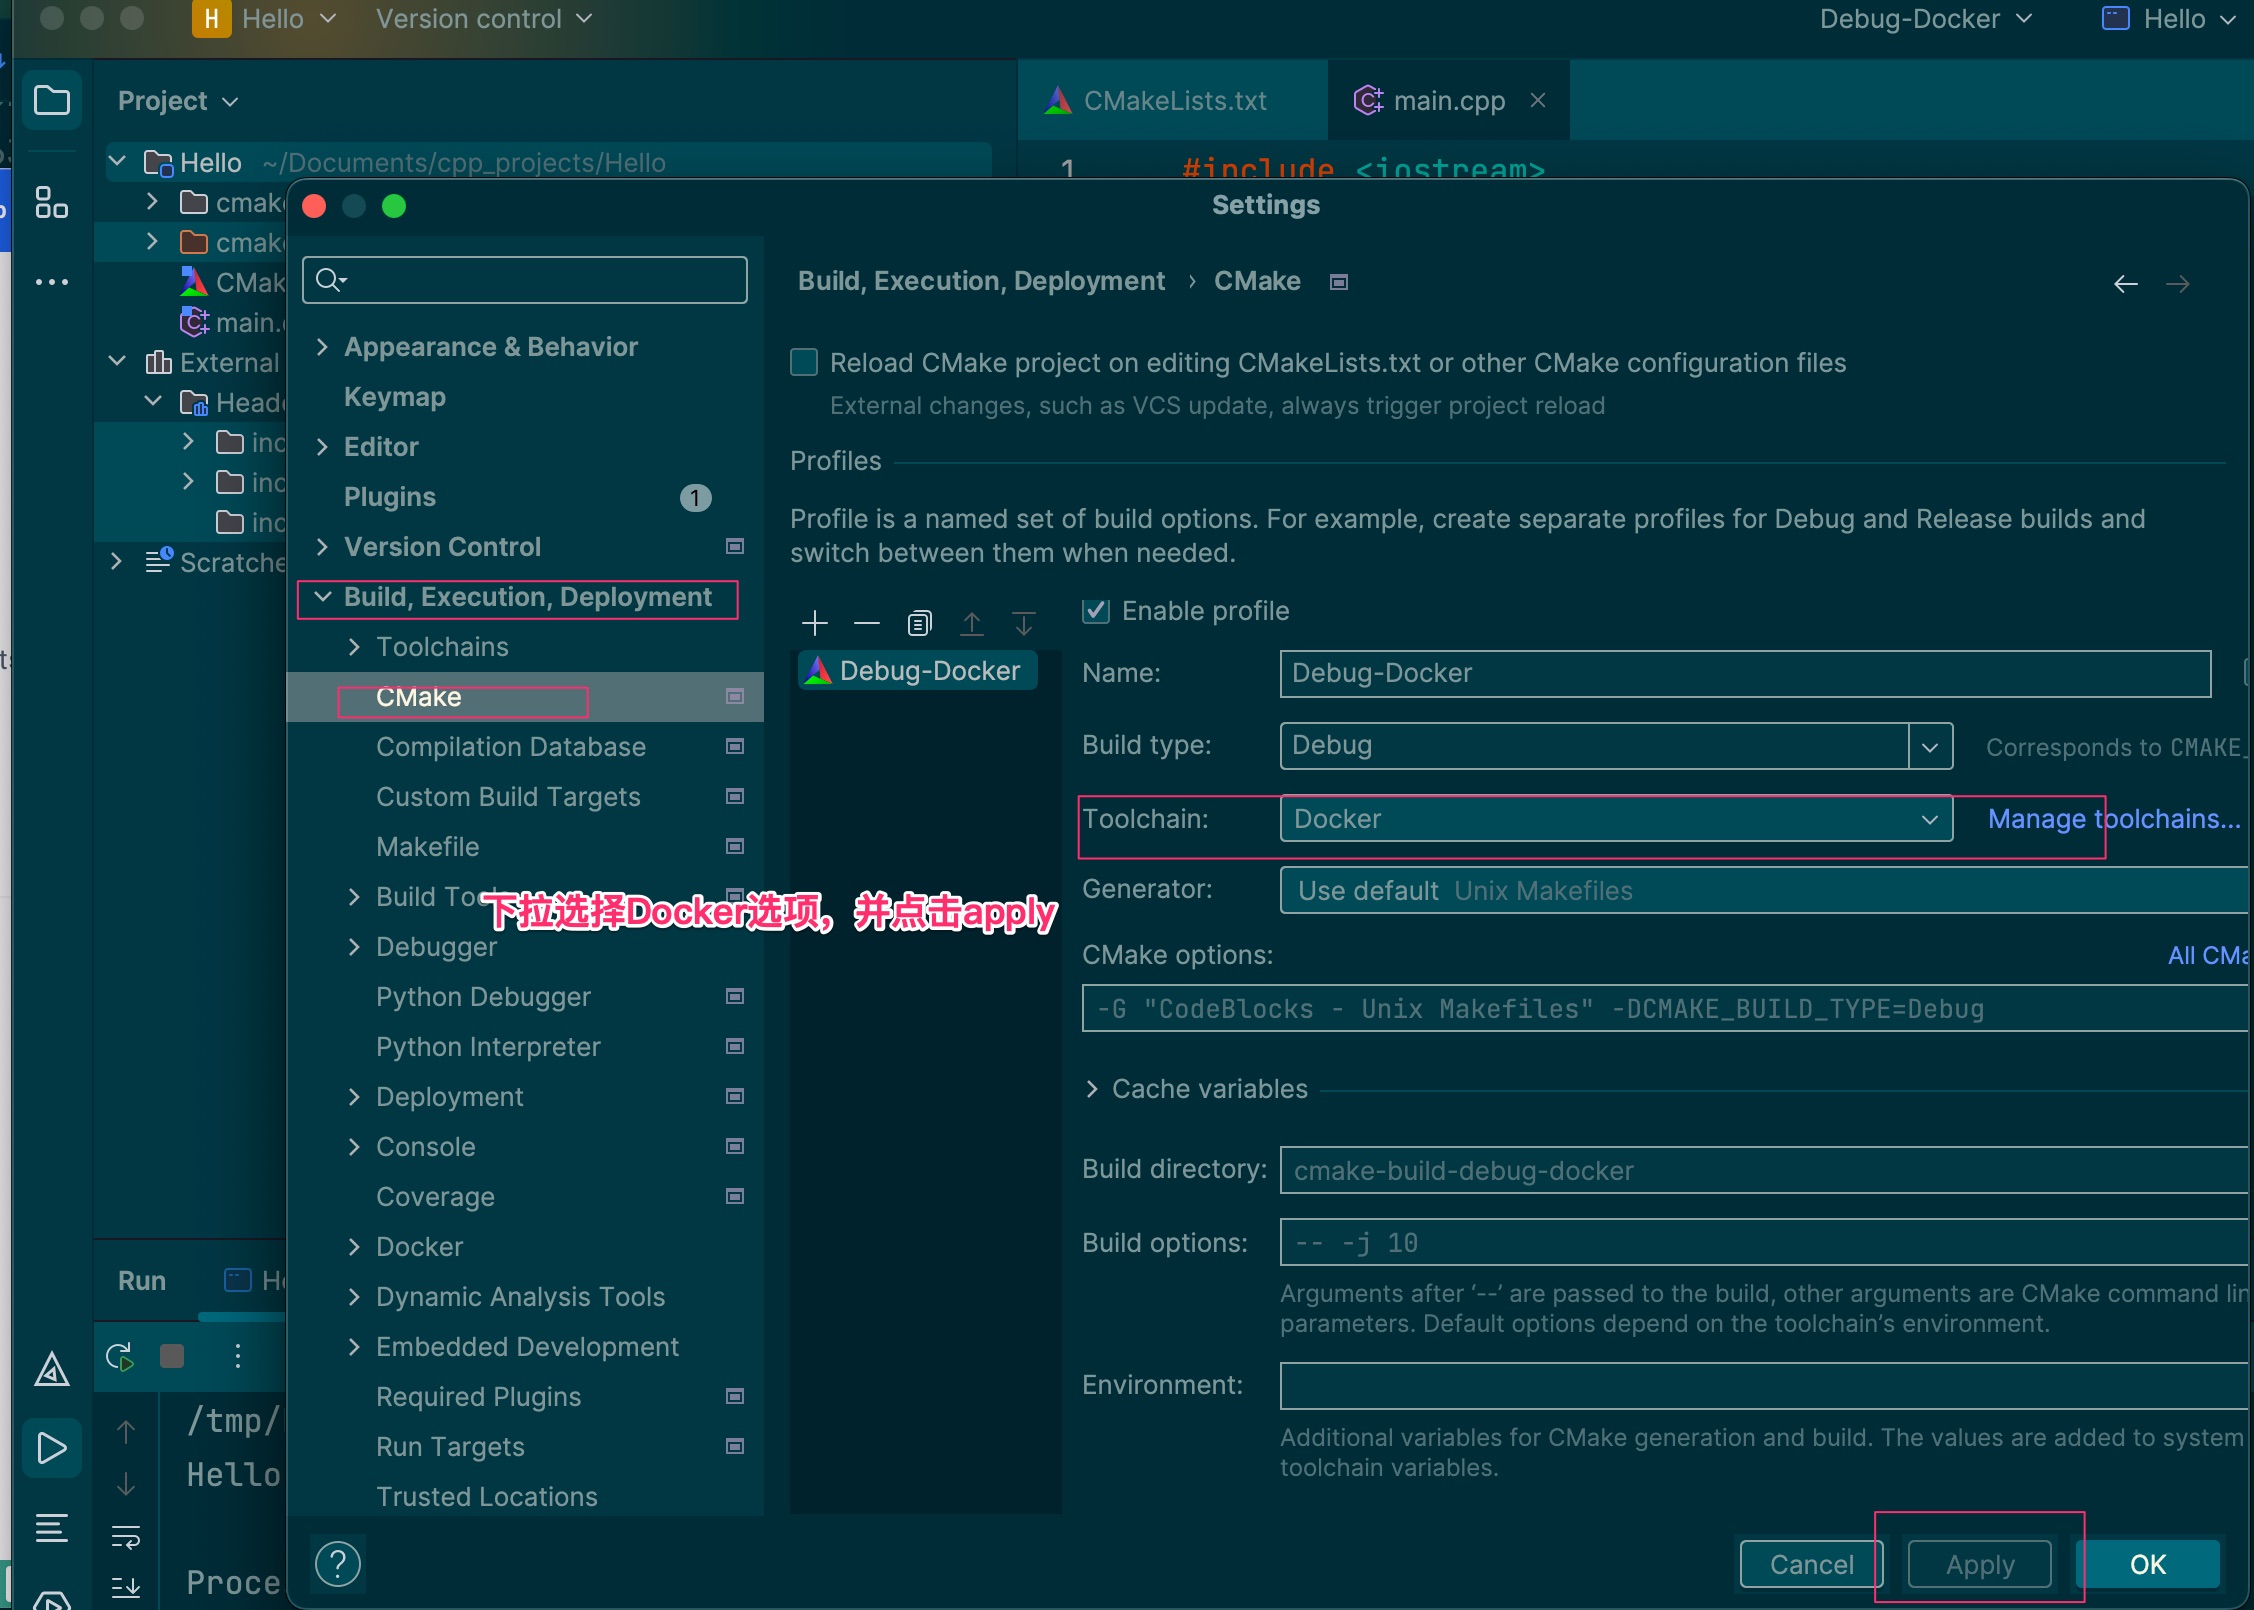 H Hello Version control Debug-Docker Hello
Project
CMakeLists.txt main.cpp
Hello ~/Documents/cpp_projects/Hello
1 #include <iostream>
Settings
cmake
cmake
CMak
main.
External
Heade
inc
inc
inc
Scratche
Appearance & Behavior
Keymap
Editor
Plugins 1
Version Control
Build, Execution, Deployment
Toolchains
CMake
Compilation Database
Custom Build Targets
Makefile
Build Too
Debugger
Python Debugger
Python Interpreter
Deployment
Console
Coverage
Docker
Dynamic Analysis Tools
Embedded Development
Required Plugins
Run Targets
Trusted Locations
Build, Execution, Deployment › CMake
Reload CMake project on editing CMakeLists.txt or other CMake configuration files
External changes, such as VCS update, always trigger project reload
Profiles
Profile is a named set of build options. For example, create separate profiles for Debug and Release builds and
switch between them when needed.
Debug-Docker
Enable profile
Name: Debug-Docker
Build type: Debug Corresponds to CMAKE_
Toolchain: Docker Manage toolchains...
Generator: Use default Unix Makefiles
下拉选择Docker选项，并点击apply
CMake options: All CMa
-G "CodeBlocks - Unix Makefiles" -DCMAKE_BUILD_TYPE=Debug
Cache variables
Build directory: cmake-build-debug-docker
Build options: -- -j 10
Arguments after ‘--’ are passed to the build, other arguments are CMake command lin
parameters. Default options depend on the toolchain’s environment.
Environment:
Additional variables for CMake generation and build. The values are added to system
toolchain variables.
Run He
/tmp/
Hello
Proce
? Cancel Apply OK